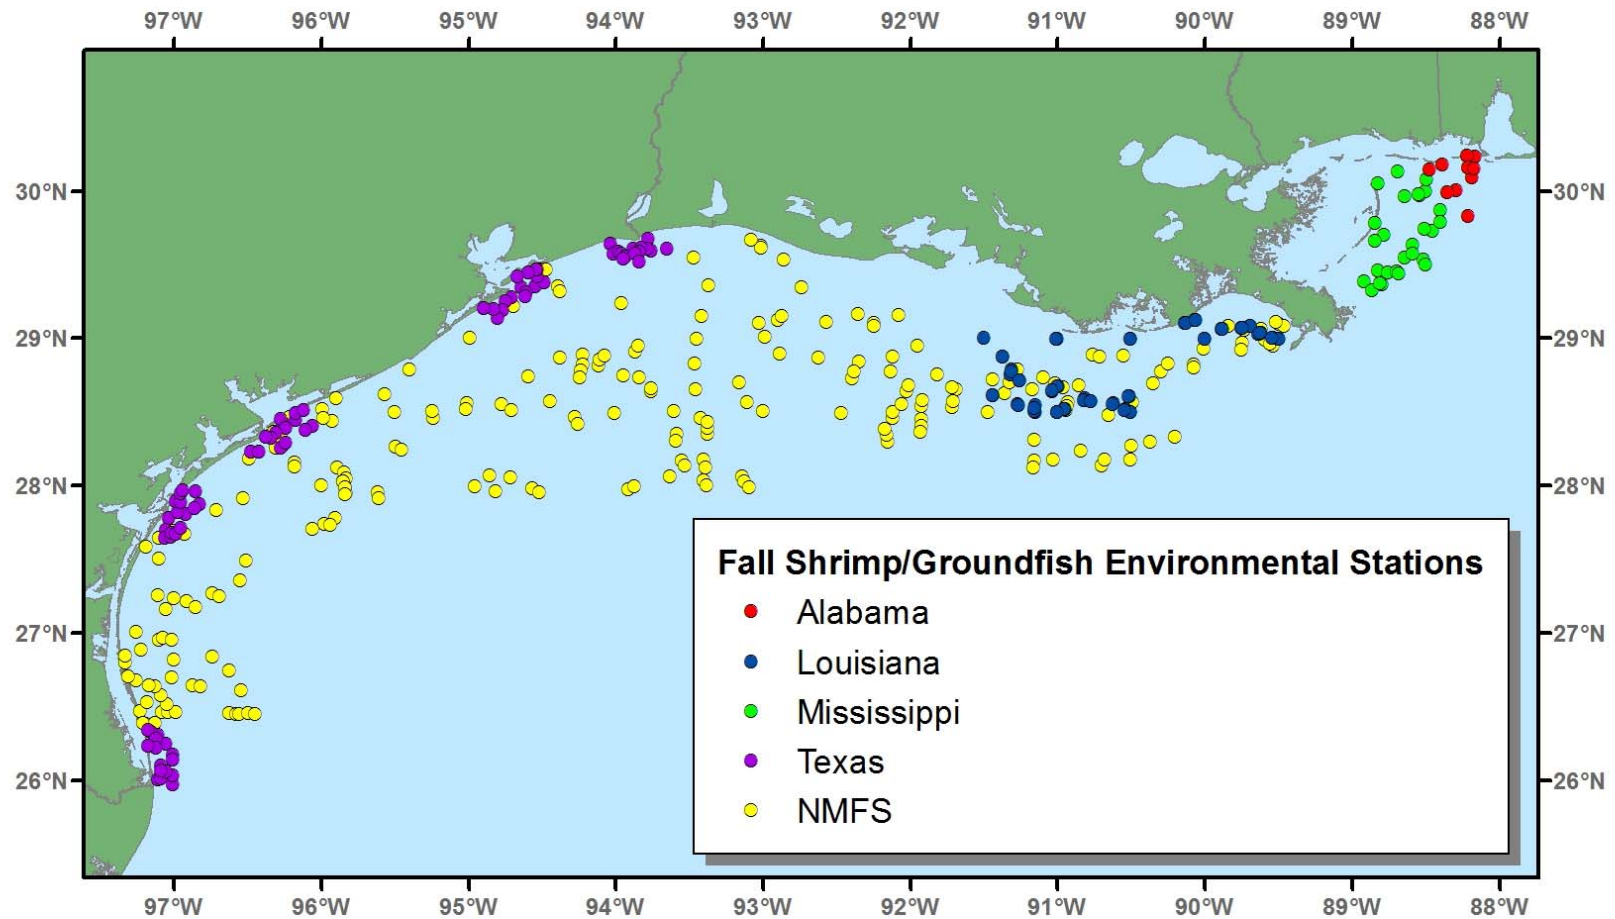 97°W 96°W 95°W 94°W 93°W 92°W 91°W 90°W 89°W 88°W
30°N 30°N
29°N 29°N
28°N 28°N
Fall Shrimp/Groundfish Environmental Stations
Alabama
27°N 27°N
Louisiana
Mississippi
Texas
26°N 26°N
NMFS
97°W 96°W 95°W 94°W 93°W 92°W 91°W 90°W 89°W 88°W